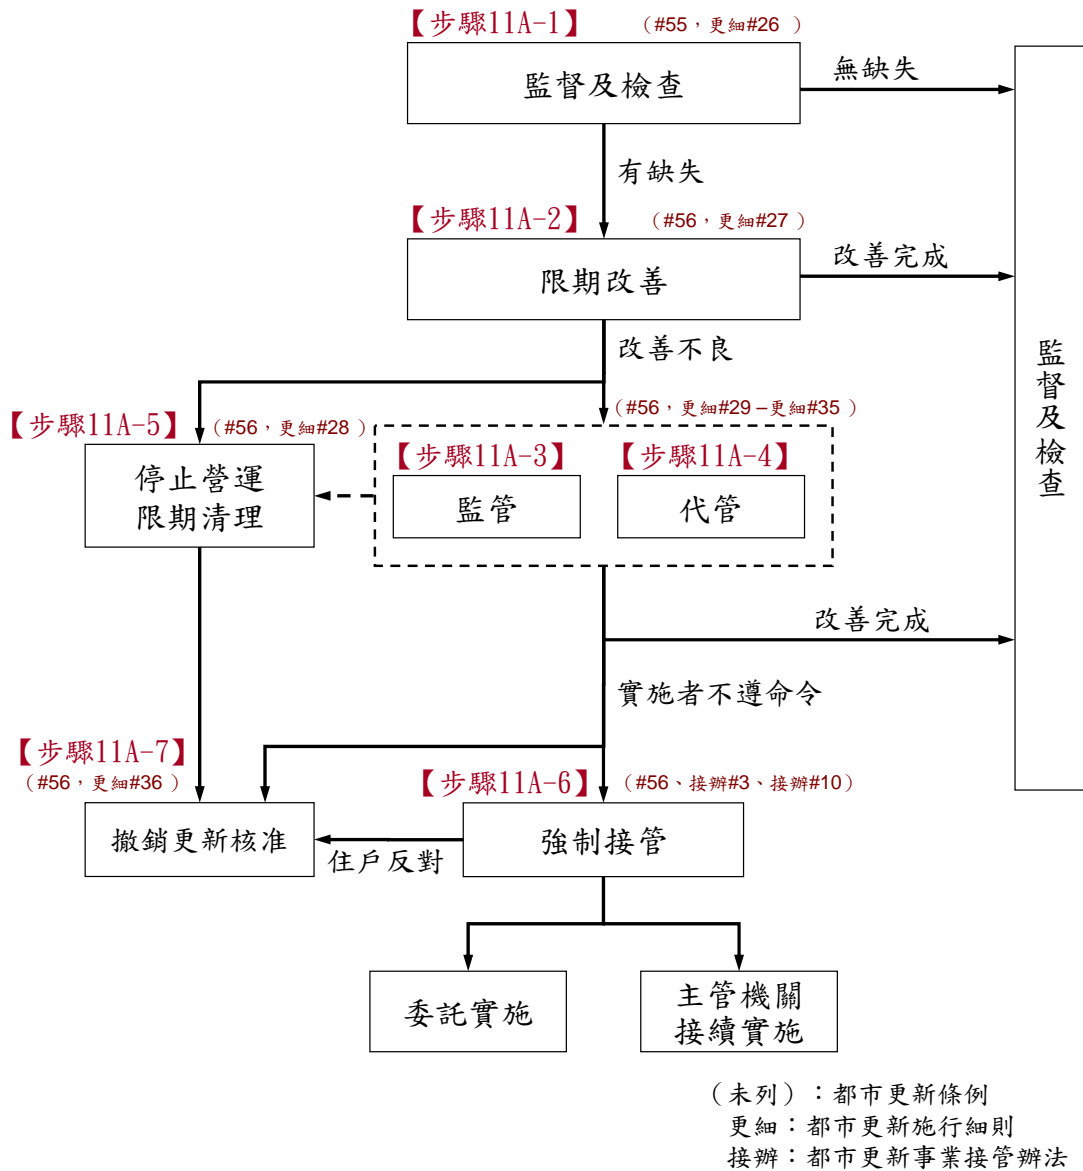 【步驟11A-1】
（#55，更細#26 ）
監督及檢查
無缺失
有缺失
【步驟11A-2】
（#56，更細#27 ）
限期改善
改善完成
改善不良
監督及檢查
【步驟11A-5】
（#56，更細#28 ）
（#56，更細#29－更細#35）
停止營運
限期清理
【步驟11A-3】
監管
【步驟11A-4】
代管
改善完成
實施者不遵命令
【步驟11A-7】
（#56，更細#36 ）
【步驟11A-6】
（#56、接辦#3、接辦#10）
撤銷更新核准
住戶反對
強制接管
委託實施
主管機關
接續實施
（未列）：都市更新條例
更細：都市更新施行細則
接辦：都市更新事業接管辦法